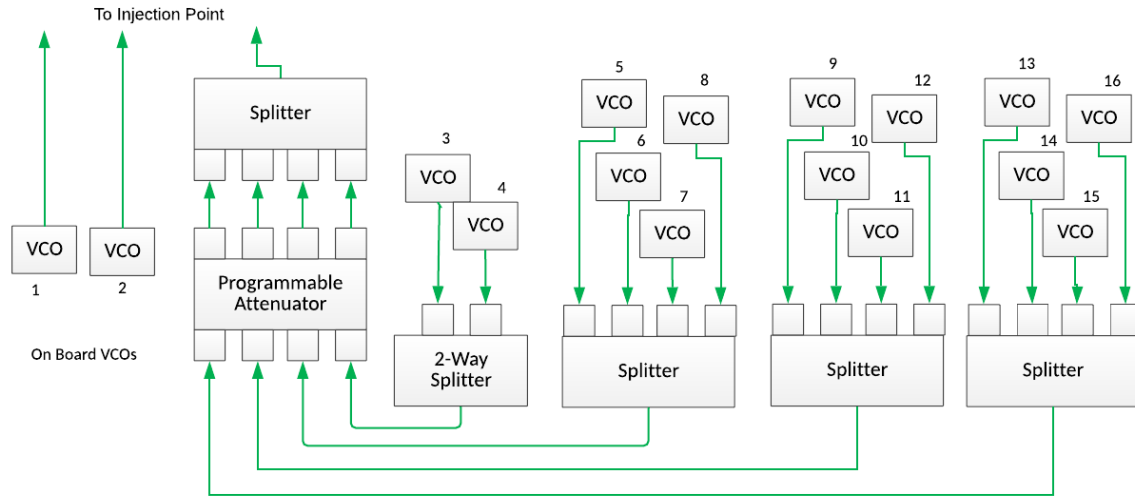 To Injection Point
Splitter
VCO
1
VCO
2
On Board VCOs
Programmable
Attenuator
3
VCO
4
VCO
2-Way
Splitter
5
VCO
6
VCO
7
VCO
8
VCO
Splitter
9
VCO
10
VCO
11
VCO
12
VCO
Splitter
13
VCO
14
VCO
15
VCO
16
VCO
Splitter